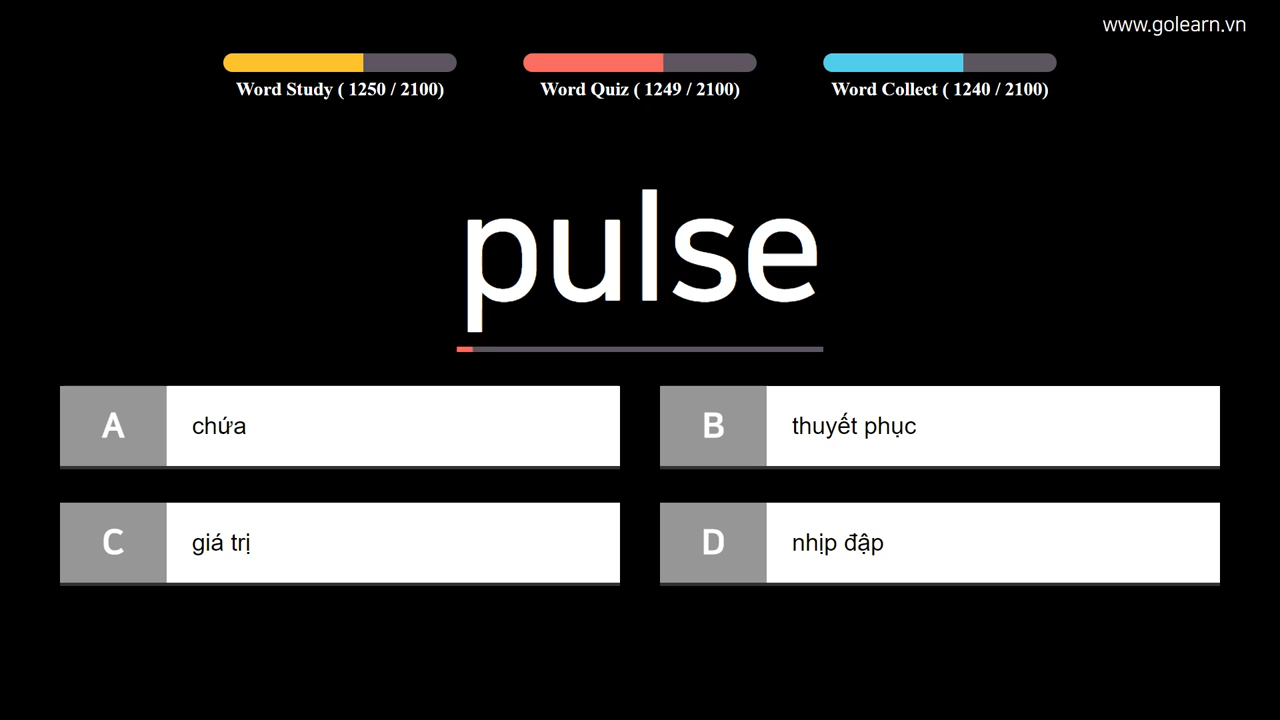 www.golearn.vn
Word Study ( 1250 / 2100)
Word Quiz ( 1249 / 2100)
Word Collect ( 1240 / 2100)
pulse
A chứa
B thuyết phục
C giá trị
D nhịp đập